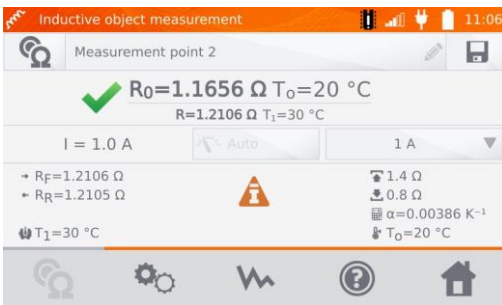 Inductive object measurement 11:06
Measurement point 2
R₀=1.1656 Ω T₀=20 °C
R=1.2106 Ω T₁=30 °C
I = 1.0 A Auto 1 A
→ RF=1.2106 Ω 1.4 Ω
← RR=1.2105 Ω 0.8 Ω
α=0.00386 K⁻¹
T₁=30 °C T₀=20 °C